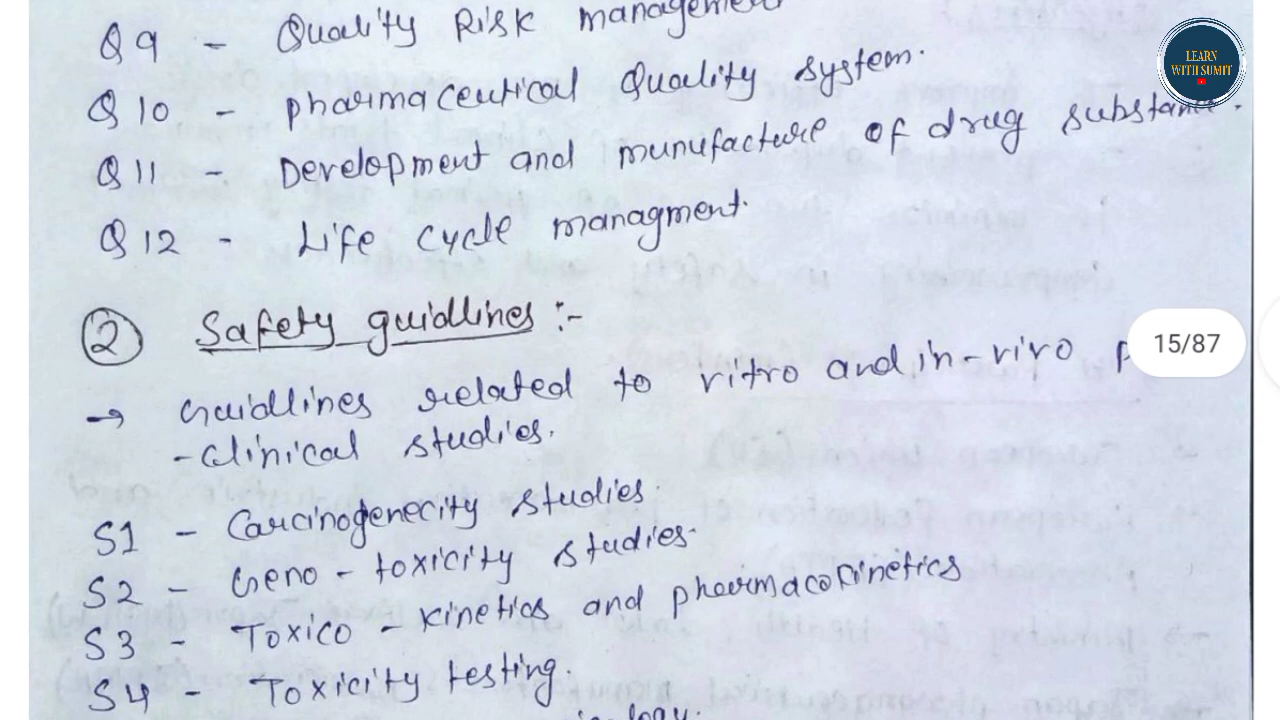 Q9 - Quality Risk management
Q10 - pharmaceutical Quality system.
Q11 - Development and munufacture of drug substance.
Q12 - Life cycle managment.
② Safety guidlines :-
→ Guidlines related to vitro and in-vivo P
- Clinical studies.
S1 - Carcinogenecity studies
S2 - Geno - toxicity studies.
S3 - Toxico - kinetics and pharmacokinetics
S4 - Toxicity testing.
LEARN
WITH SUMIT
15/87